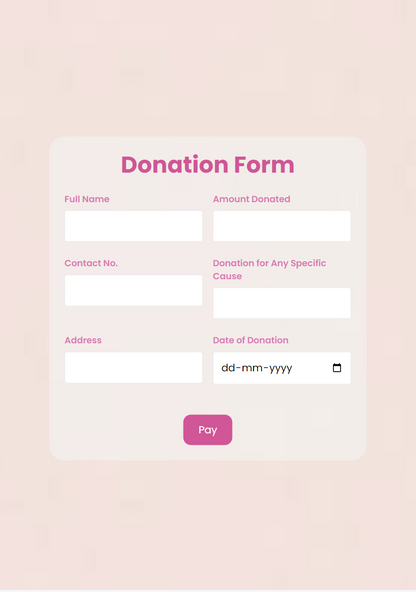 Donation Form
Full Name
Amount Donated
Contact No.
Donation for Any Specific
Cause
Address
Date of Donation
dd-mm-yyyy
Pay